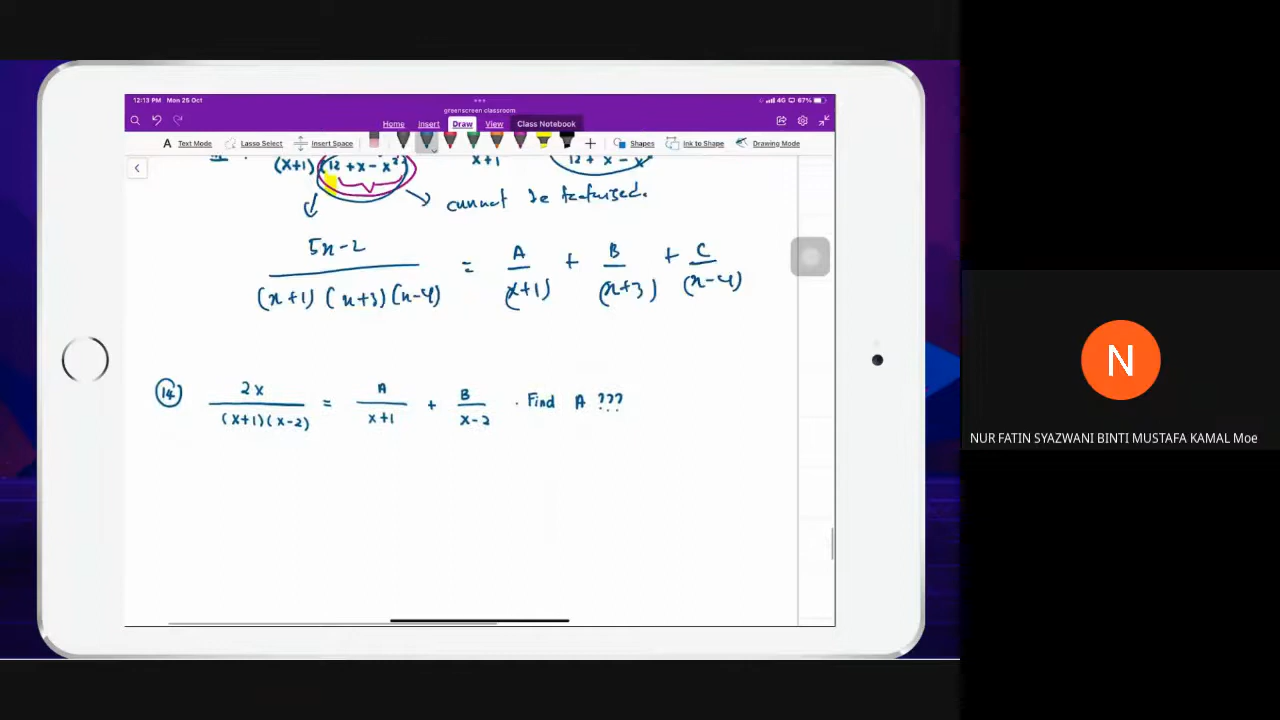 12:13 PM Mon 25 Oct
4G 67%
greenscreen classroom
Home Insert Draw View Class Notebook
Text Mode Lasso Select Insert Space Shapes Ink to Shape Drawing Mode
(x+1) (12 + x - x² x+1 12 + x - x²
cannot be factorised.
5x-2 = A + B + C
(x+1) (x+3) (x-4) (x+1) (x+3) (x-4)
14 2x = A + B . Find A ???
(x+1)(x-2) x+1 x-2
N
NUR FATIN SYAZWANI BINTI MUSTAFA KAMAL Moe